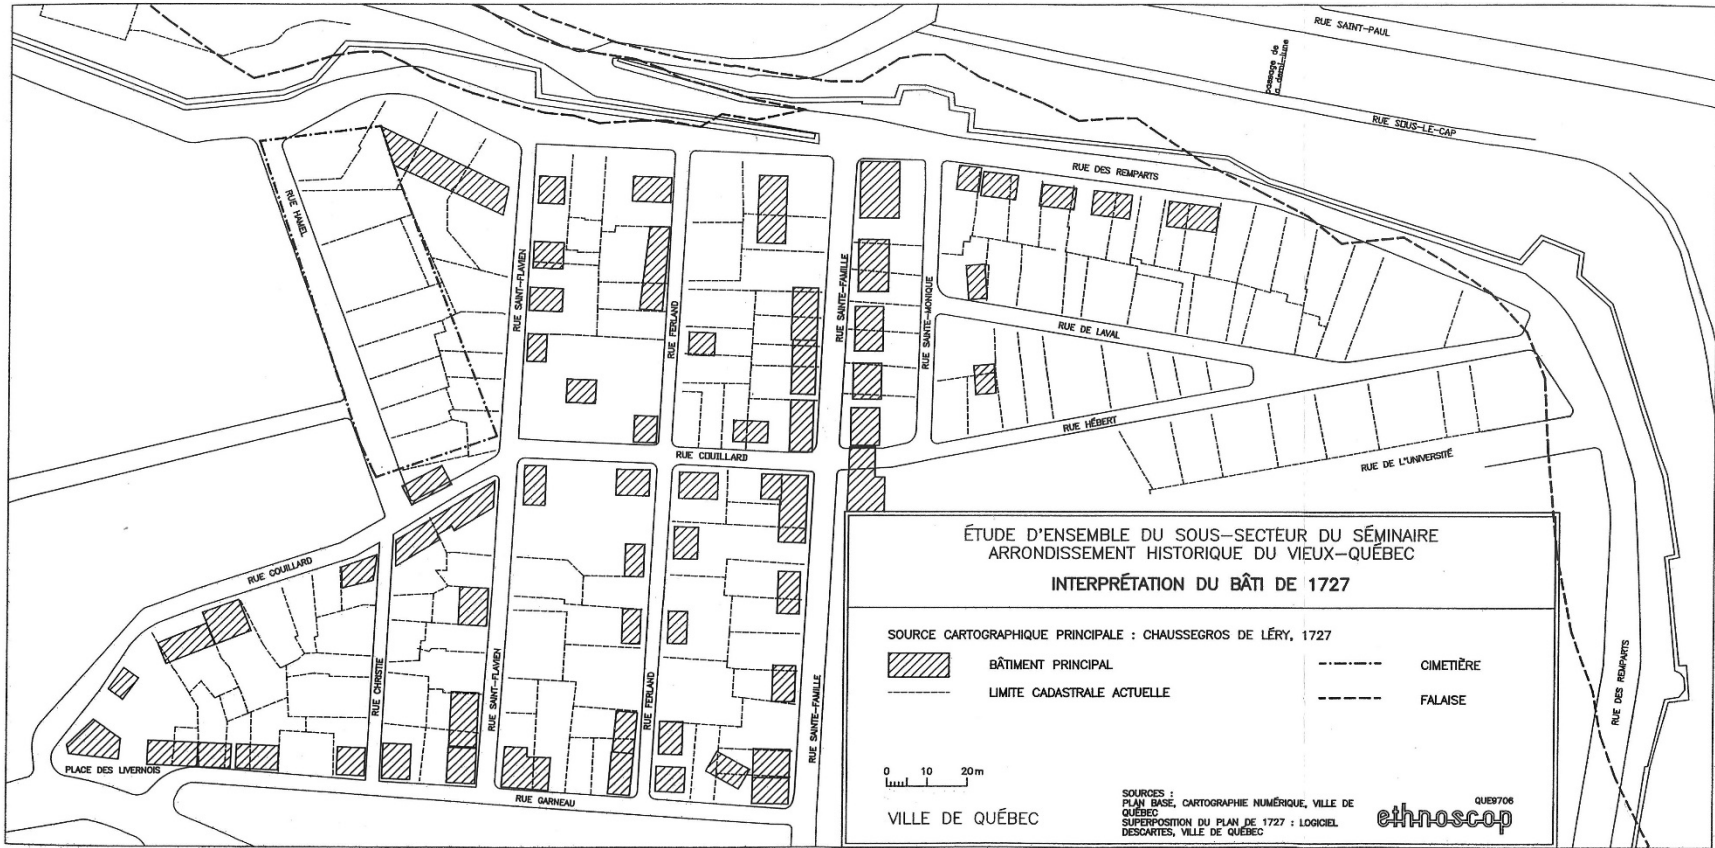 RUE SAINT-PAUL
passage de
la demi-lune
RUE SOUS-LE-CAP
RUE DES REMPARTS
RUE HAMEL
RUE SAINT-FLAVIEN
RUE FERLAND
RUE SAINTE-FAMILLE
RUE SAINTE-MONIQUE
RUE DE LAVAL
RUE HÉBERT
RUE DE L'UNIVERSITÉ
RUE COUILLARD
RUE COUILLARD
RUE CHRISTIE
RUE SAINT-FLAVIEN
RUE FERLAND
RUE SAINTE-FAMILLE
RUE DES REMPARTS
PLACE DES LIVERNOIS
RUE GARNEAU
ÉTUDE D'ENSEMBLE DU SOUS-SECTEUR DU SÉMINAIRE
ARRONDISSEMENT HISTORIQUE DU VIEUX-QUÉBEC
INTERPRÉTATION DU BÂTI DE 1727
SOURCE CARTOGRAPHIQUE PRINCIPALE : CHAUSSEGROS DE LÉRY, 1727
BÂTIMENT PRINCIPAL
CIMETIÈRE
LIMITE CADASTRALE ACTUELLE
FALAISE
0 10 20m
VILLE DE QUÉBEC
SOURCES :
PLAN BASE, CARTOGRAPHIE NUMÉRIQUE, VILLE DE
QUÉBEC
SUPERPOSITION DU PLAN DE 1727 : LOGICIEL
DESCARTES, VILLE DE QUÉBEC
QUE9706
ethnoscop